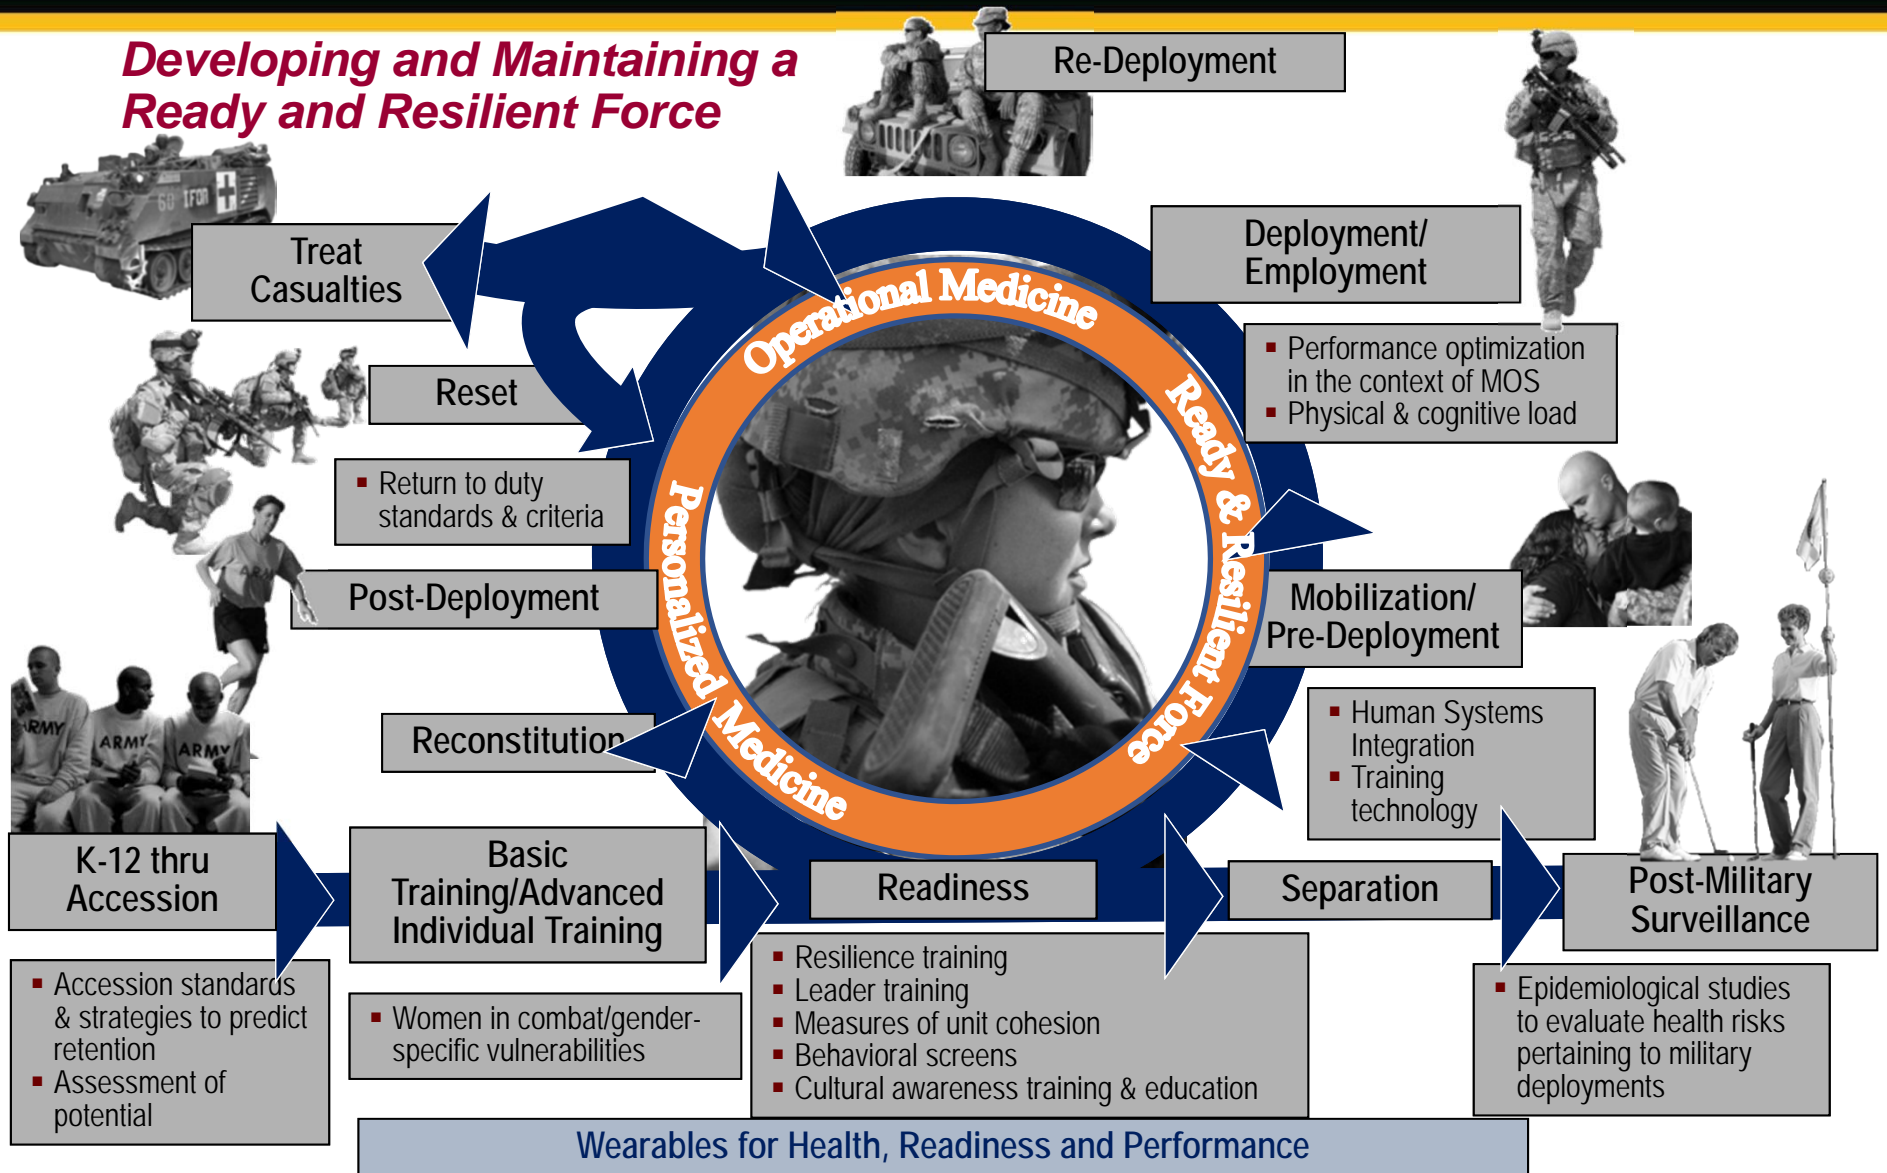 Developing and Maintaining a
Ready and Resilient Force
Re-Deployment
60 IFOR
Treat
Casualties
Deployment/
Employment
▪ Performance optimization
in the context of MOS
▪ Physical & cognitive load
Reset
▪ Return to duty
standards & criteria
Post-Deployment
Reconstitution
Operational Medicine
Ready & Resilient Force
Personalized Medicine
Mobilization/
Pre-Deployment
▪ Human Systems
Integration
▪ Training
technology
ARMY
ARMY
ARMY
K-12 thru
Accession
▪ Accession standards
& strategies to predict
retention
▪ Assessment of
potential
Basic
Training/Advanced
Individual Training
▪ Women in combat/gender-
specific vulnerabilities
Readiness
▪ Resilience training
▪ Leader training
▪ Measures of unit cohesion
▪ Behavioral screens
▪ Cultural awareness training & education
Separation
Post-Military
Surveillance
▪ Epidemiological studies
to evaluate health risks
pertaining to military
deployments
Wearables for Health, Readiness and Performance